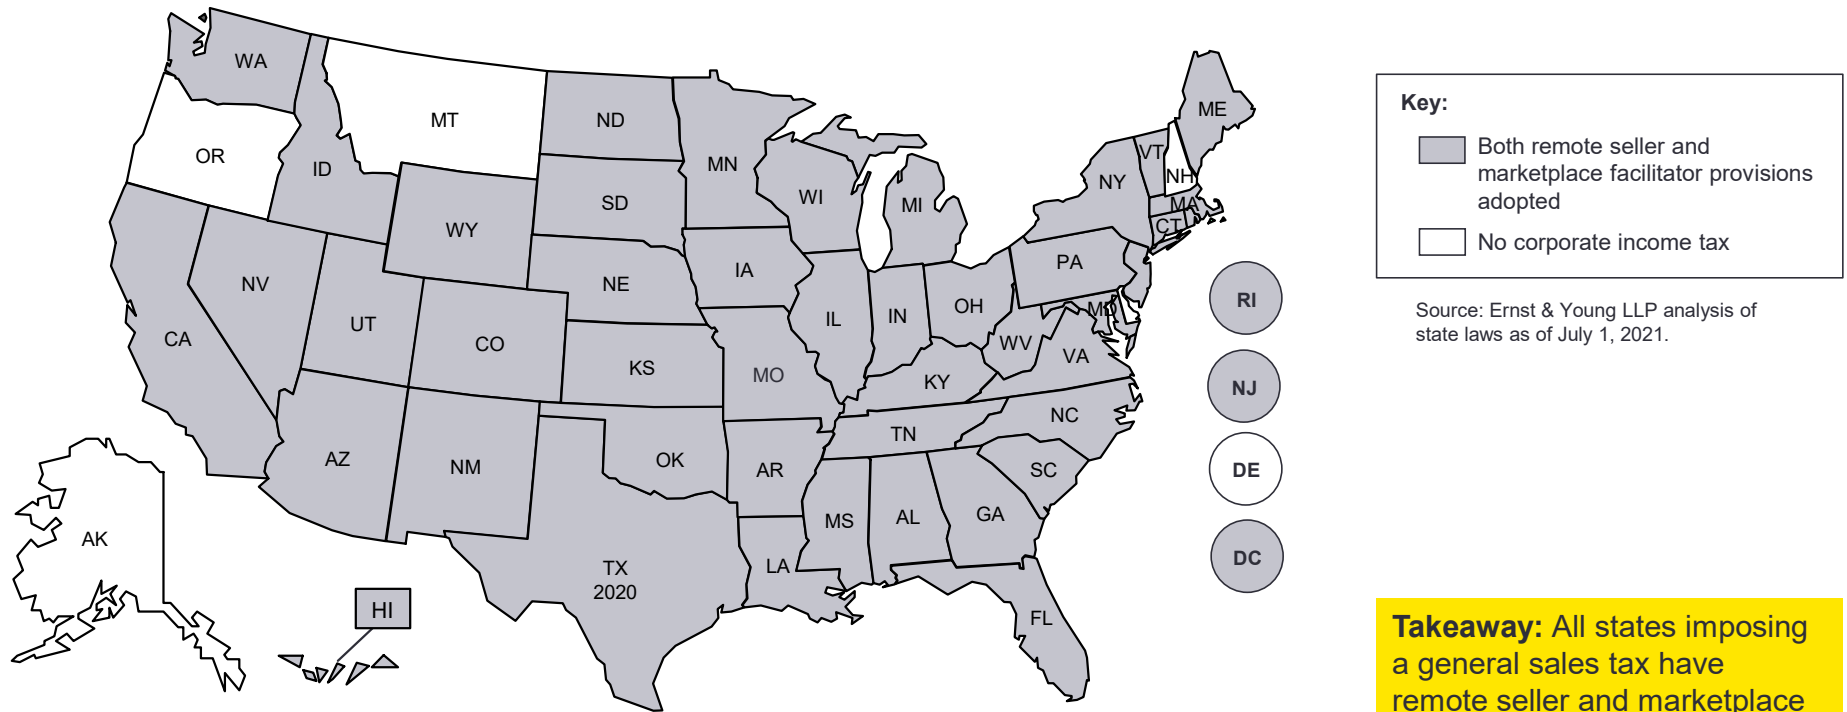 WA
MT
ND
OR
ID
MN
SD
WI
WY
MI
NY
VT
NH
ME
MA
CT
PA
IA
NE
NV
UT
CO
CA
IL
IN
OH
MD
WV
VA
KS
MO
KY
NC
TN
AZ
NM
OK
AR
SC
MS
AL
GA
LA
TX
2020
FL
AK
HI
RI
NJ
DE
DC
Key:
Both remote seller and
marketplace facilitator provisions
adopted
No corporate income tax
Source: Ernst & Young LLP analysis of
state laws as of July 1, 2021.
Takeaway: All states imposing
a general sales tax have
remote seller and marketplace